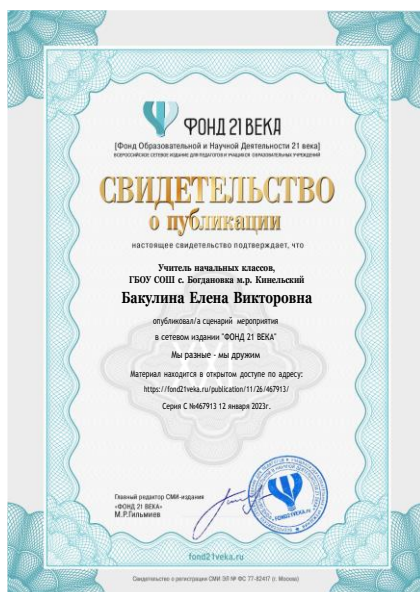 ФОНД 21 ВЕКА
[Фонд Образовательной и Научной Деятельности 21 века]
ВСЕРОССИЙСКОЕ СЕТЕВОЕ ИЗДАНИЕ ДЛЯ ПЕДАГОГОВ И УЧАЩИХСЯ ОБРАЗОВАТЕЛЬНЫХ УЧРЕЖДЕНИЙ
СВИДЕТЕЛЬСТВО
о публикации
настоящее свидетельство подтверждает, что
Учитель начальных классов,
ГБОУ СОШ с. Богдановка м.р. Кинельский
Бакулина Елена Викторовна
опубликовал/а сценарий мероприятия
в сетевом издании "ФОНД 21 ВЕКА"
Мы разные - мы дружим
Материал находится в открытом доступе по адресу:
https://fond21veka.ru/publication/11/26/467913/
Серия С №467913 12 января 2023г.
Главный редактор СМИ-издания
«ФОНД 21 ВЕКА»
М.Р.Гильмиев
FOND21VEKA.RU
fond21veka.ru
Свидетельство о регистрации СМИ ЭЛ № ФС 77-82417 (г. Москва)